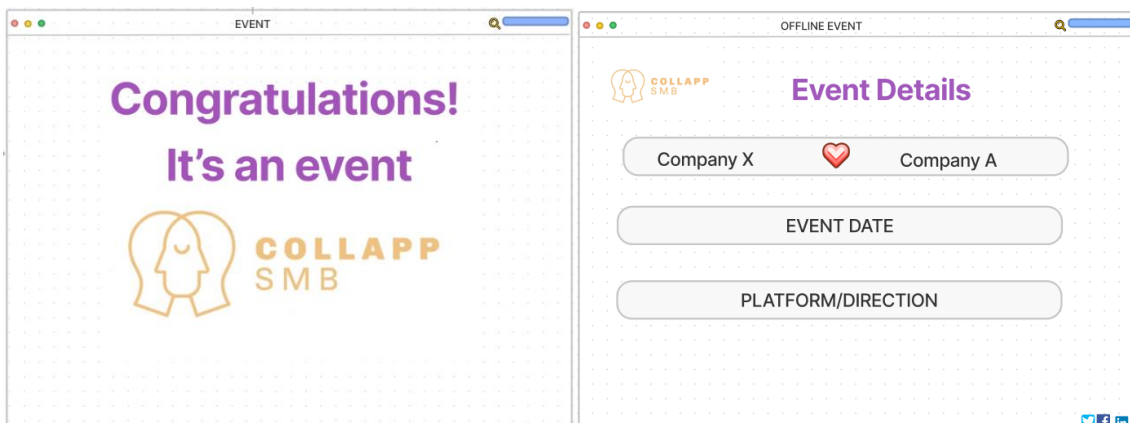 EVENT
Congratulations!
It's an event
COLLAPP
SMB
OFFLINE EVENT
COLLAPP
SMB
Event Details
Company X
Company A
EVENT DATE
PLATFORM/DIRECTION